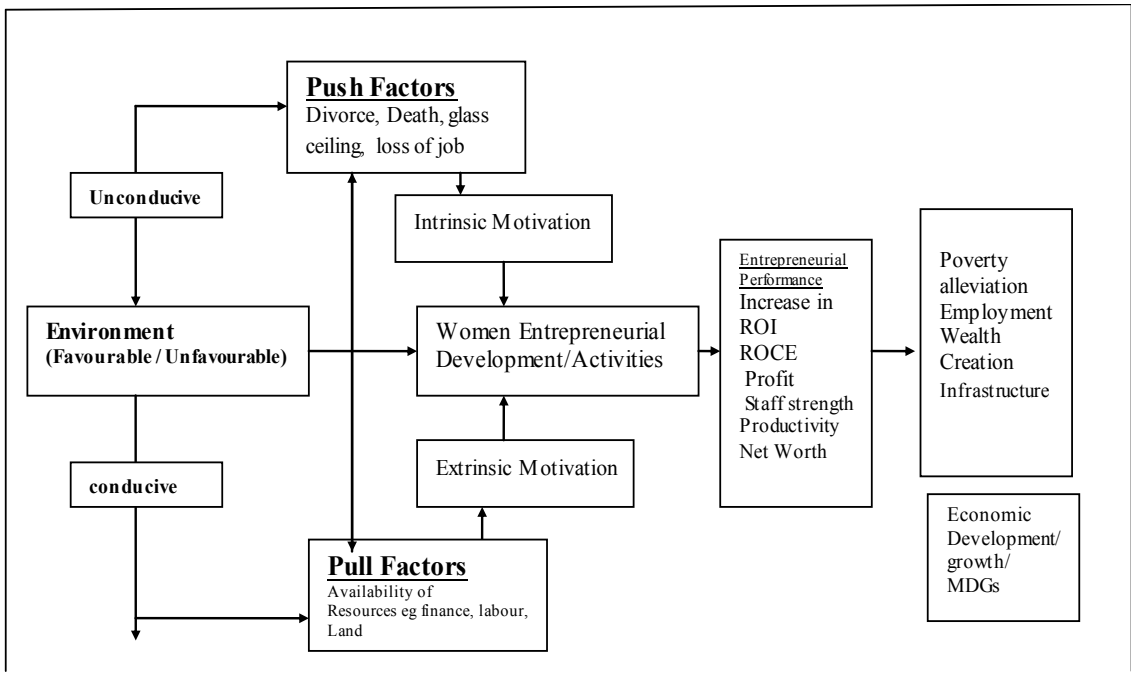 Push Factors
Divorce, Death, glass
ceiling, loss of job
Unconducive
Intrinsic Motivation
Environment
(Favourable / Unfavourable)
Women Entrepreneurial
Development/Activities
Entrepreneurial
Performance
Increase in
ROI
ROCE
Profit
Staff strength
Productivity
Net Worth
Poverty
alleviation
Employment
Wealth
Creation
Infrastructure
conducive
Extrinsic Motivation
Pull Factors
Availability of
Resources eg finance, labour,
Land
Economic
Development/
growth/
MDGs